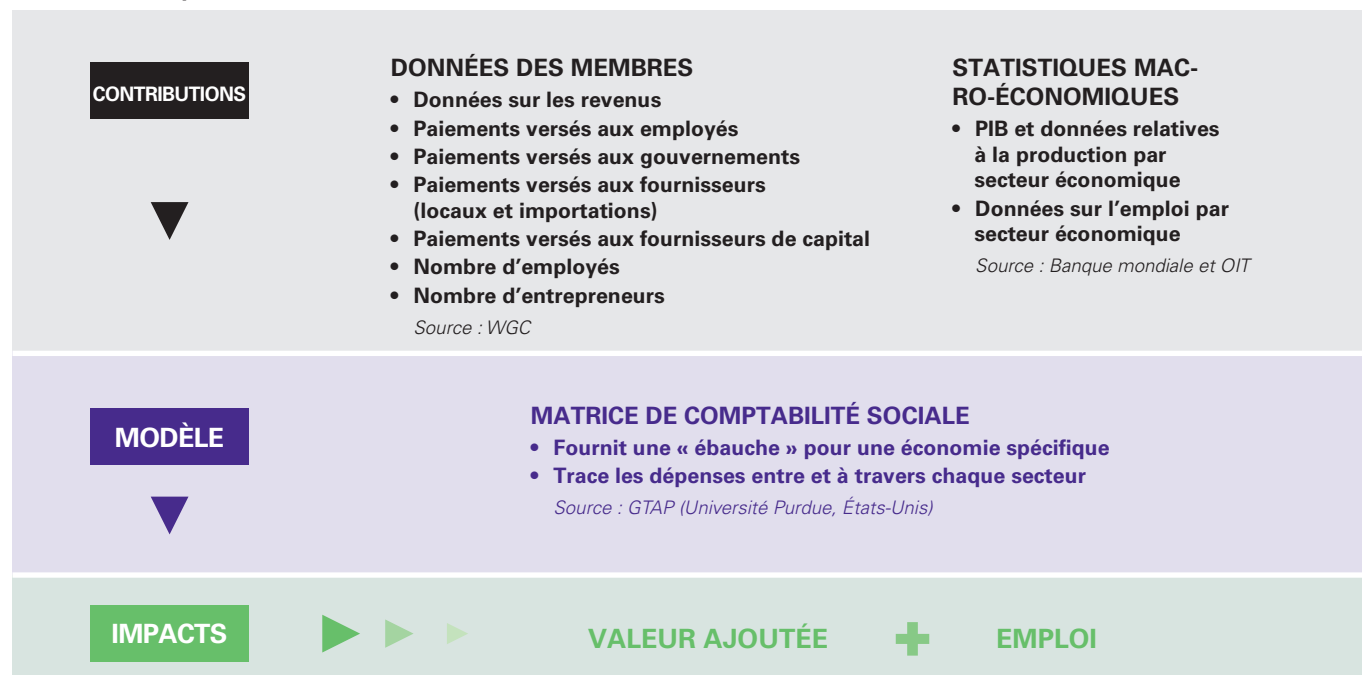 CONTRIBUTIONS
DONNÉES DES MEMBRES
• Données sur les revenus
• Paiements versés aux employés
• Paiements versés aux gouvernements
• Paiements versés aux fournisseurs
(locaux et importations)
• Paiements versés aux fournisseurs de capital
• Nombre d'employés
• Nombre d'entrepreneurs
Source : WGC
STATISTIQUES MAC-
RO-ÉCONOMIQUES
• PIB et données relatives
à la production par
secteur économique
• Données sur l'emploi par
secteur économique
Source : Banque mondiale et OIT
MODÈLE
MATRICE DE COMPTABILITÉ SOCIALE
• Fournit une « ébauche » pour une économie spécifique
• Trace les dépenses entre et à travers chaque secteur
Source : GTAP (Université Purdue, États-Unis)
IMPACTS
VALEUR AJOUTÉE
EMPLOI